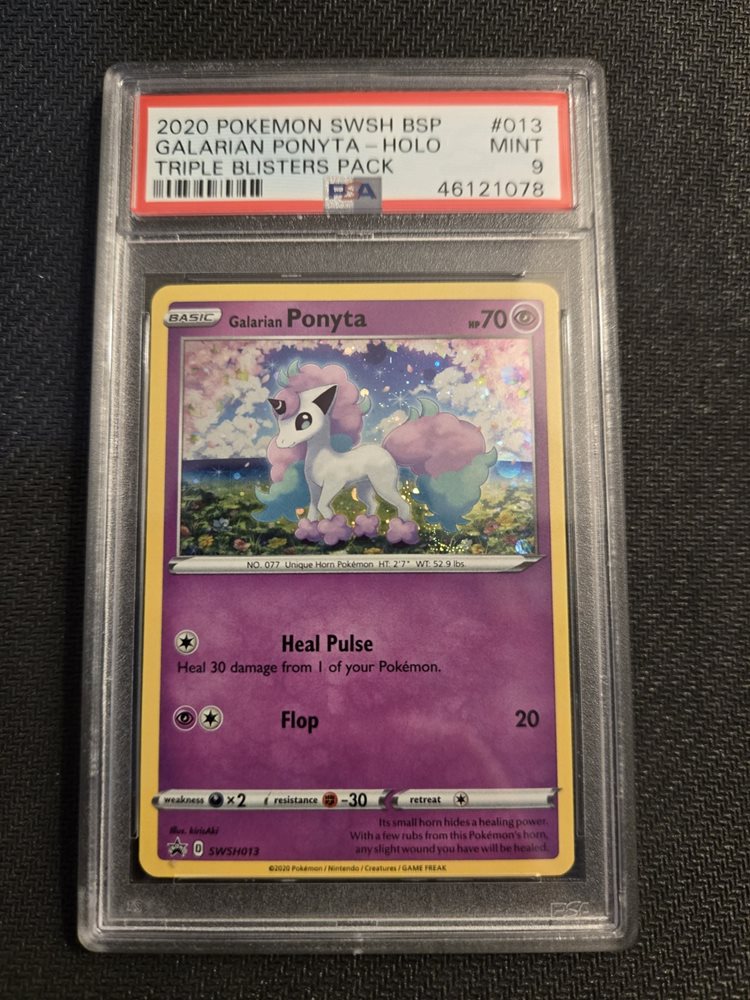 2020 POKEMON SWSH BSP #013
GALARIAN PONYTA - HOLO MINT
TRIPLE BLISTERS PACK 9
PSA 46121078
BASIC Galarian Ponyta HP 70
NO. 077 Unique Horn Pokémon HT: 2'7" WT: 52.9 lbs.
Heal Pulse
Heal 30 damage from 1 of your Pokémon.
Flop 20
weakness ×2 resistance -30 retreat
Its small horn hides a healing power.
With a few rubs from this Pokémon's horn,
any slight wound you have will be healed.
Illus. kirisAki
D SWSH013
©2020 Pokémon / Nintendo / Creatures / GAME FREAK
PSA